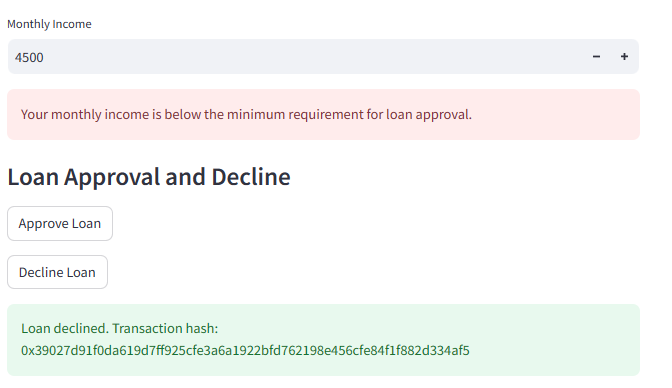 Monthly Income
4500
Your monthly income is below the minimum requirement for loan approval.
Loan Approval and Decline
Approve Loan
Decline Loan
Loan declined. Transaction hash:
0x39027d91f0da619d7ff925cfe3a6a1922bfd762198e456cfe84f1f882d334af5